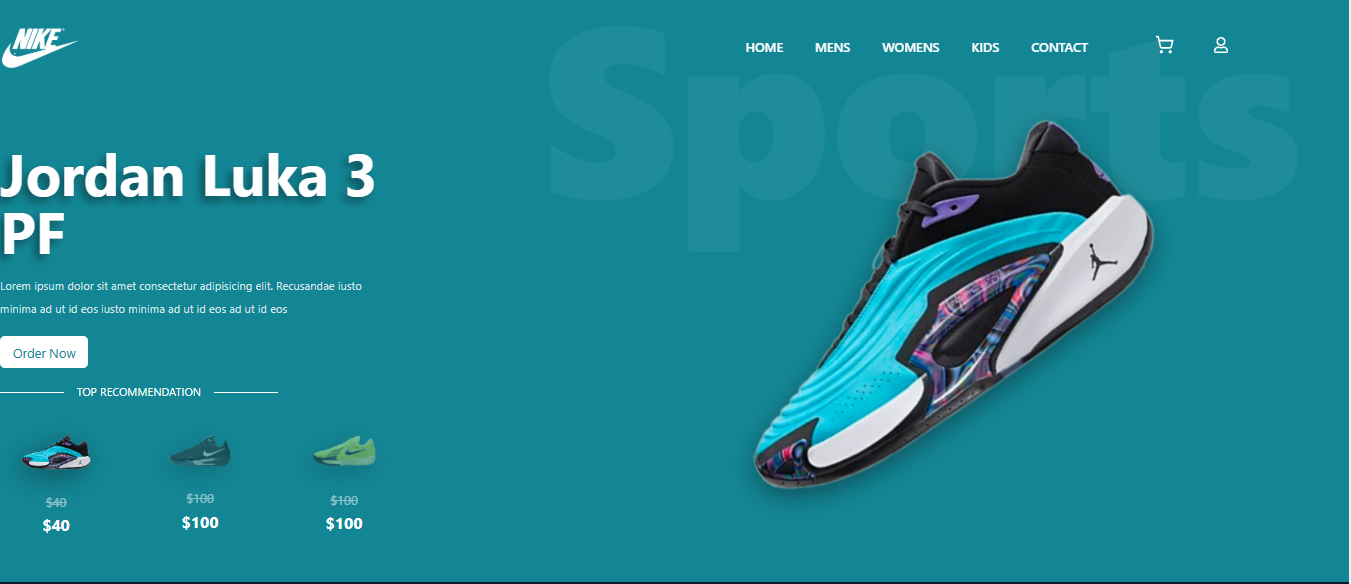 NIKE
HOME MENS WOMENS KIDS CONTACT
Sports
Jordan Luka 3
PF
Lorem ipsum dolor sit amet consectetur adipisicing elit. Recusandae iusto
minima ad ut id eos iusto minima ad ut id eos ad ut id eos
Order Now
TOP RECOMMENDATION
$40 $100 $100
$40 $100 $100